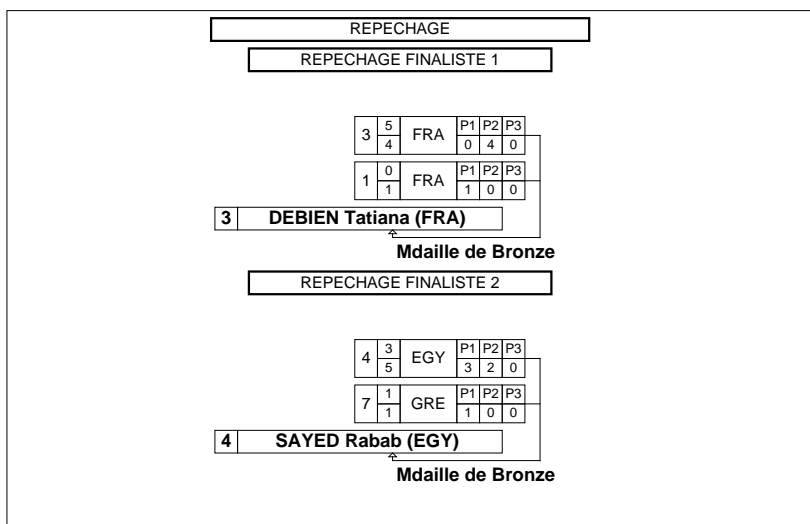 REPECHAGE
REPECHAGE FINALISTE 1
3 5 FRA P1 P2 P3
4 0 4 0
1 0 FRA P1 P2 P3
1 1 0 0
3 DEBIEN Tatiana (FRA)
Mdaille de Bronze
REPECHAGE FINALISTE 2
4 3 EGY P1 P2 P3
5 3 2 0
7 1 GRE P1 P2 P3
1 1 0 0
4 SAYED Rabab (EGY)
Mdaille de Bronze